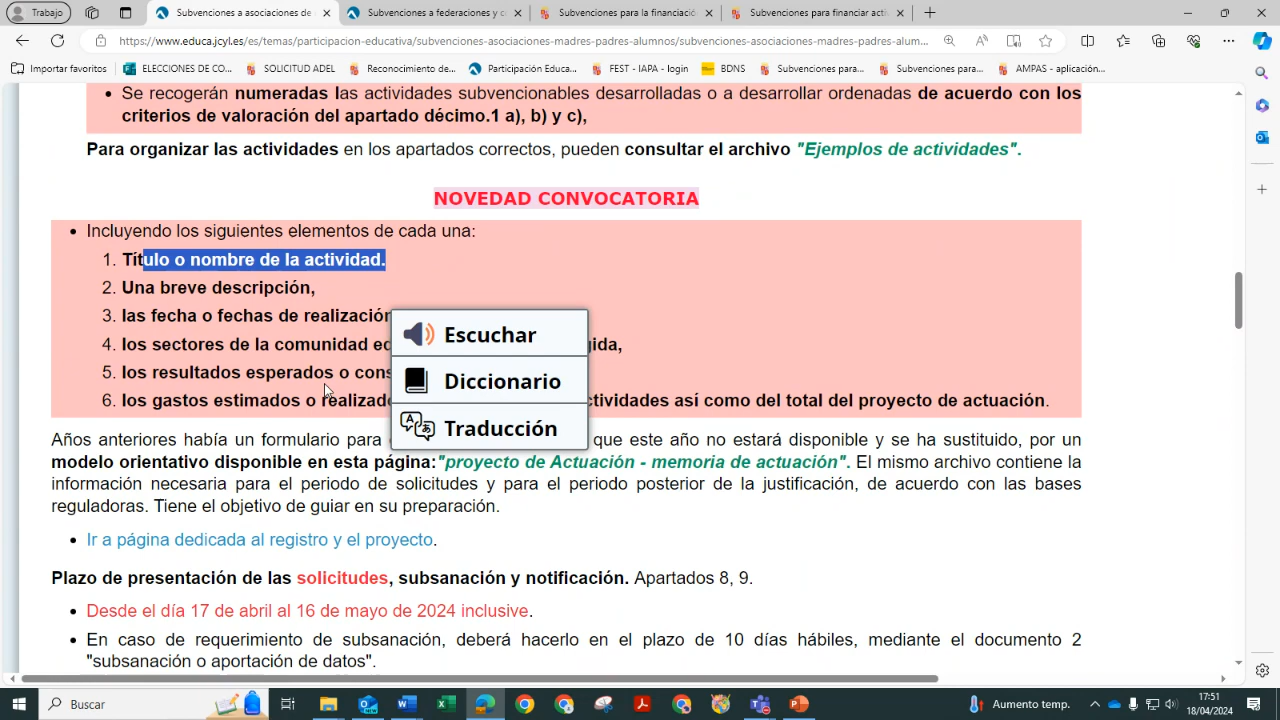 Trabajo
Subvenciones a asociaciones de
Subvenciones a federaciones y c
Subvenciones para la financiació
Subvenciones para financiar activ
https://www.educa.jcyl.es/es/temas/participacion-educativa/subvenciones-asociaciones-madres-padres-alumnos/subvenciones-asociaciones-madres-padres-alum...
Importar favoritos
ELECCIONES DE CO...
SOLICITUD ADEL
Reconocimento de...
Participación Educa...
FEST - IAPA - login
BDNS
Subvenciones para...
Subvenciones para...
AMPAS - aplicación,...
• Se recogerán numeradas las actividades subvencionables desarrolladas o a desarrollar ordenadas de acuerdo con los
criterios de valoración del apartado décimo.1 a), b) y c),
Para organizar las actividades en los apartados correctos, pueden consultar el archivo "Ejemplos de actividades".
NOVEDAD CONVOCATORIA
• Incluyendo los siguientes elementos de cada una:
1. Título o nombre de la actividad.
2. Una breve descripción,
3. las fecha o fechas de realización
4. los sectores de la comunidad ed gida,
5. los resultados esperados o cons
6. los gastos estimados o realizado ctividades así como del total del proyecto de actuación.
Escuchar
Diccionario
Traducción
Años anteriores había un formulario para que este año no estará disponible y se ha sustituido, por un
modelo orientativo disponible en esta página:"proyecto de Actuación - memoria de actuación". El mismo archivo contiene la
información necesaria para el periodo de solicitudes y para el periodo posterior de la justificación, de acuerdo con las bases
reguladoras. Tiene el objetivo de guiar en su preparación.
• Ir a página dedicada al registro y el proyecto.
Plazo de presentación de las solicitudes, subsanación y notificación. Apartados 8, 9.
• Desde el día 17 de abril al 16 de mayo de 2024 inclusive.
• En caso de requerimiento de subsanación, deberá hacerlo en el plazo de 10 días hábiles, mediante el documento 2
"subsanación o aportación de datos".
Buscar
Aumento temp.
17:51
18/04/2024